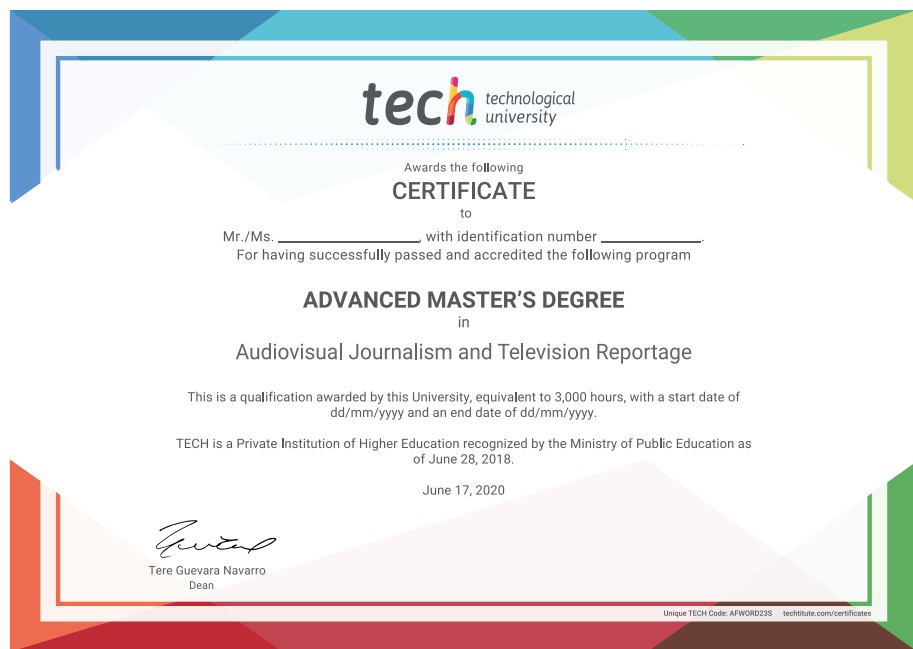 tech technological
university
Awards the following
CERTIFICATE
to
Mr./Ms. ____________________, with identification number ______________.
For having successfully passed and accredited the following program
ADVANCED MASTER’S DEGREE
in
Audiovisual Journalism and Television Reportage
This is a qualification awarded by this University, equivalent to 3,000 hours, with a start date of
dd/mm/yyyy and an end date of dd/mm/yyyy.
TECH is a Private Institution of Higher Education recognized by the Ministry of Public Education as
of June 28, 2018.
June 17, 2020
Tere Guevara Navarro
Dean
Unique TECH Code: AFWORD23S techtitute.com/certificates